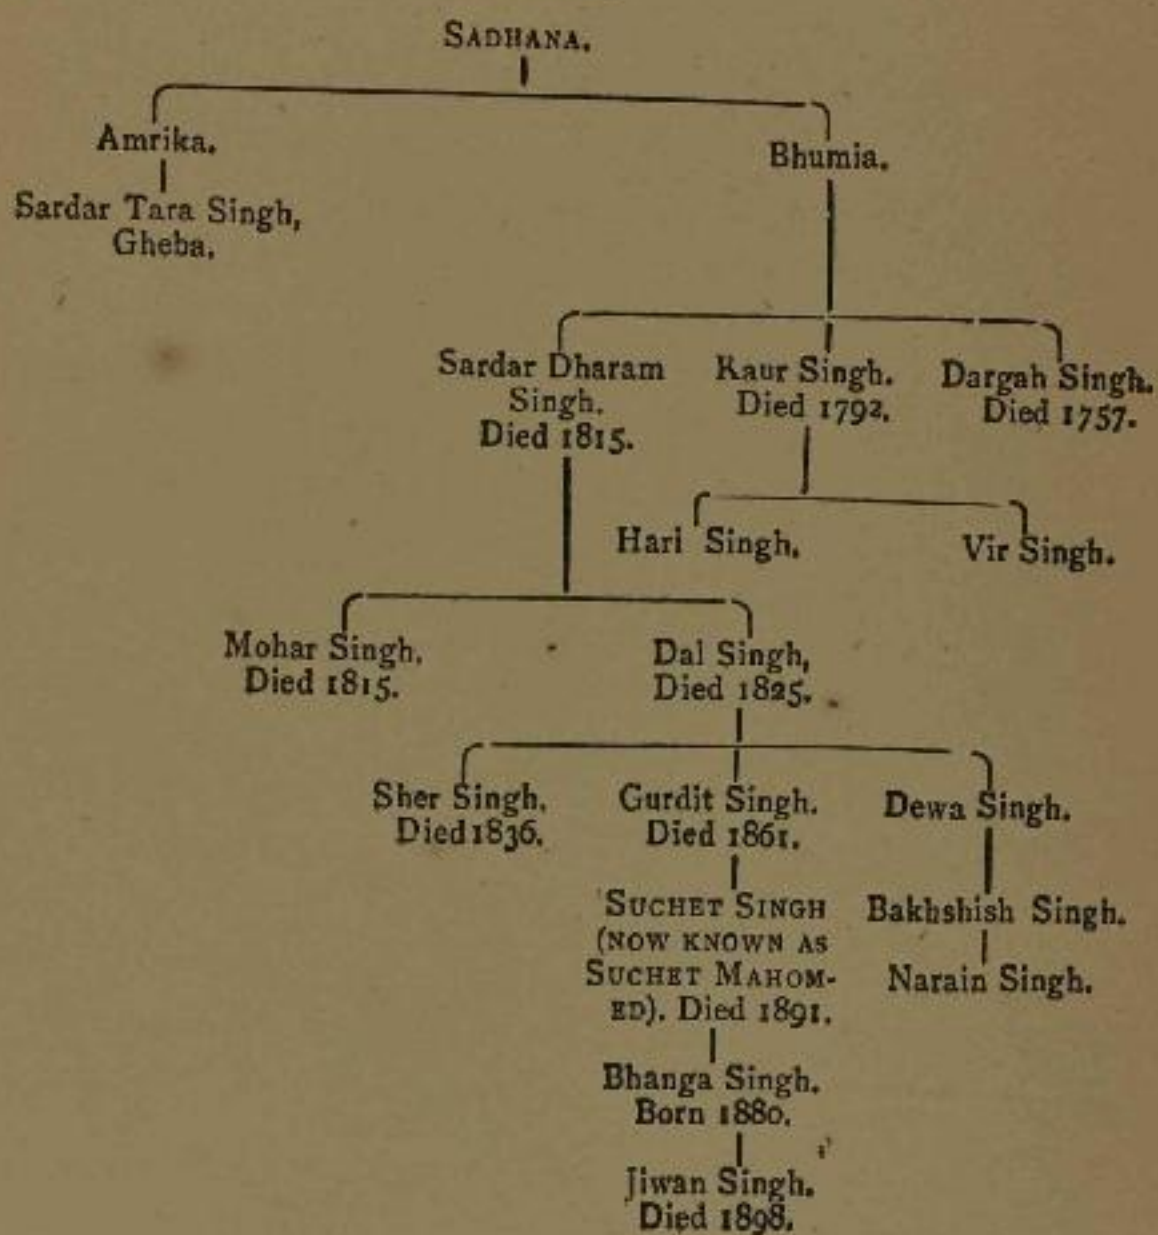 SADHANA.
Amrika.
Bhumia.
Sardar Tara Singh,
Gheba.
Sardar Dharam
Singh.
Died 1815.
Kaur Singh.
Died 1792.
Dargah Singh.
Died 1757.
Hari Singh.
Vir Singh.
Mohar Singh.
Died 1815.
Dal Singh,
Died 1825.
Sher Singh.
Died 1836.
Gurdit Singh.
Died 1861.
Dewa Singh.
SUCHET SINGH
(NOW KNOWN AS
SUCHET MAHOM-
ED). Died 1891.
Bakhshish Singh.
Narain Singh.
Bhanga Singh.
Born 1880.
Jiwan Singh.
Died 1898.